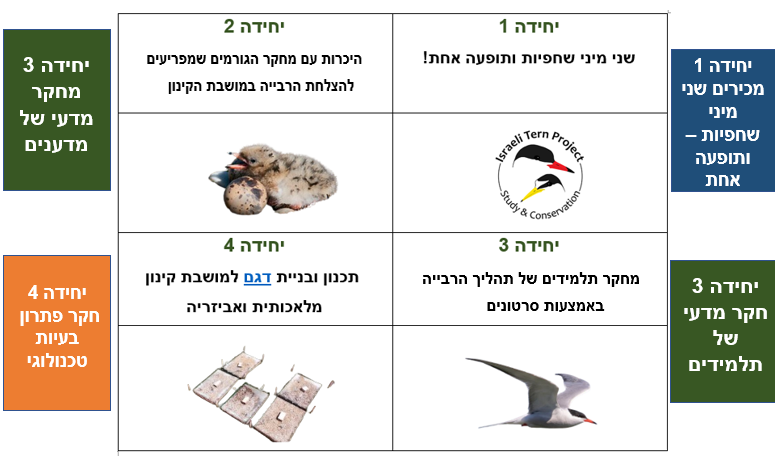 יחידה 1
מכירים שני
מיני
שחפיות –
ותופעה
אחת
יחידה 1
שני מיני שחפיות ותופעה אחת!
Israeli Tern Project
Study & Conservation
יחידה 2
היכרות עם מחקר הגורמים שמפריעים
להצלחת הרבייה במושבת הקינון
יחידה 3
מחקר
מדעי של
מדענים
יחידה 3
חקר מדעי
של
תלמידים
יחידה 3
מחקר תלמידים של תהליך הרבייה
באמצעות סרטונים
יחידה 4
תכנון ובניית דגם למושבת קינון
מלאכותית ואביזריה
יחידה 4
חקר פתרון
בעיות
טכנולוגי